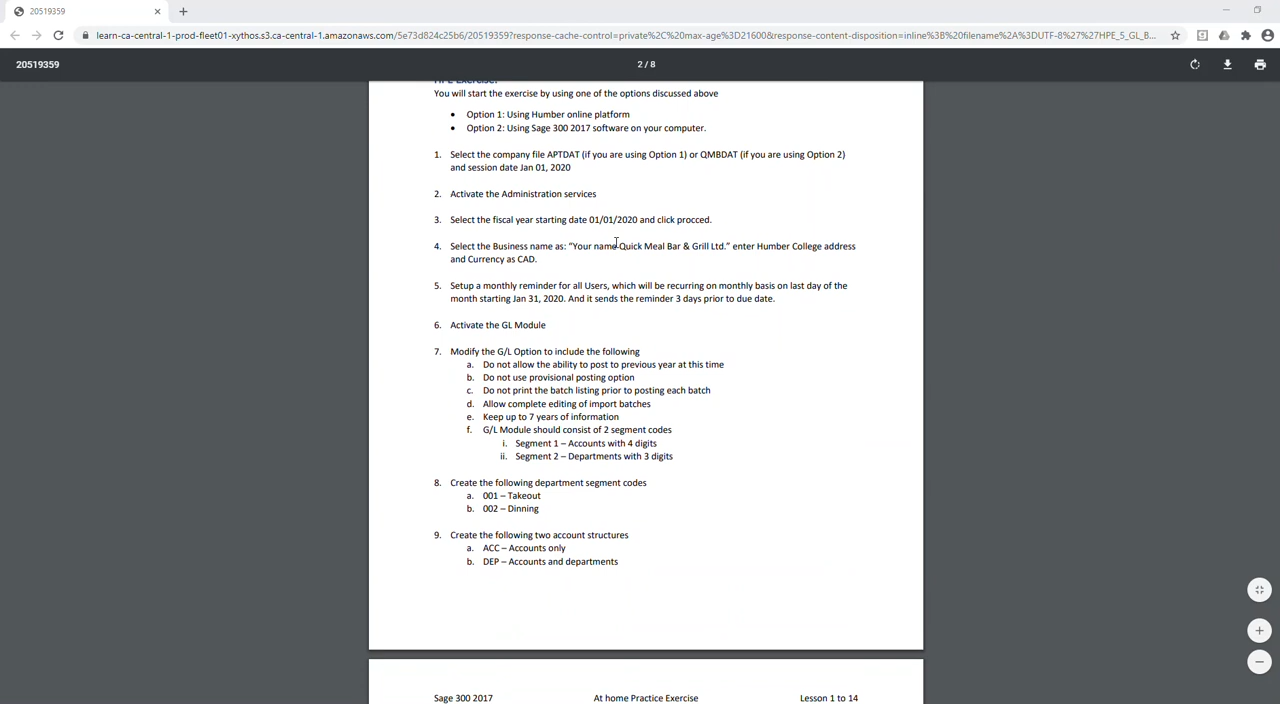 20519359
learn-ca-central-1-prod-fleet01-xythos.s3.ca-central-1.amazonaws.com/5e73d824c25b6/20519359?response-cache-control=private%2C%20max-age%3D21600&response-content-disposition=inline%3B%20filename%2A%3DUTF-8%27%27HPE_5_GL_B...
20519359
2 / 8
HPE Exercise:
You will start the exercise by using one of the options discussed above
• Option 1: Using Humber online platform
• Option 2: Using Sage 300 2017 software on your computer.
1. Select the company file APTDAT (if you are using Option 1) or QMBDAT (if you are using Option 2)
and session date Jan 01, 2020
2. Activate the Administration services
3. Select the fiscal year starting date 01/01/2020 and click procced.
4. Select the Business name as: “Your name Quick Meal Bar & Grill Ltd.” enter Humber College address
and Currency as CAD.
5. Setup a monthly reminder for all Users, which will be recurring on monthly basis on last day of the
month starting Jan 31, 2020. And it sends the reminder 3 days prior to due date.
6. Activate the GL Module
7. Modify the G/L Option to include the following
a. Do not allow the ability to post to previous year at this time
b. Do not use provisional posting option
c. Do not print the batch listing prior to posting each batch
d. Allow complete editing of import batches
e. Keep up to 7 years of information
f. G/L Module should consist of 2 segment codes
i. Segment 1 – Accounts with 4 digits
ii. Segment 2 – Departments with 3 digits
8. Create the following department segment codes
a. 001 – Takeout
b. 002 – Dinning
9. Create the following two account structures
a. ACC – Accounts only
b. DEP – Accounts and departments
Sage 300 2017 At home Practice Exercise Lesson 1 to 14